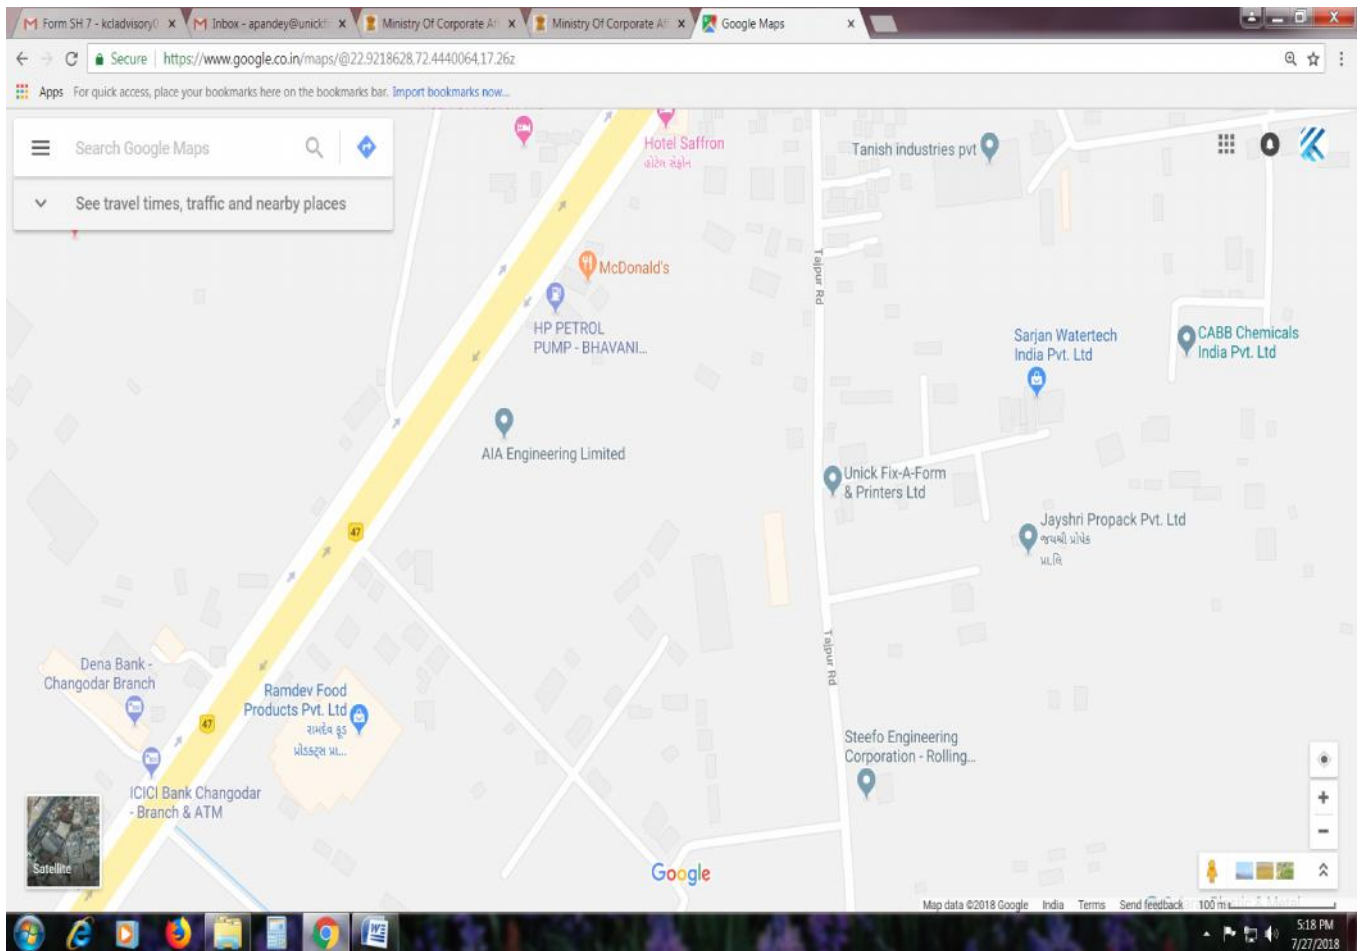 Form SH 7 - kcladvisory0
Inbox - apandey@unickfi
Ministry Of Corporate Af
Ministry Of Corporate Af
Google Maps
Secure
https://www.google.co.in/maps/@22.9218628,72.4440064,17.26z
Apps
For quick access, place your bookmarks here on the bookmarks bar. Import bookmarks now...
Search Google Maps
See travel times, traffic and nearby places
Hotel Saffron
હોટેલ સેફ્રોન
Tanish industries pvt
McDonald's
Tajpur Rd
HP PETROL
PUMP - BHAVANI...
Sarjan Watertech
India Pvt. Ltd
CABB Chemicals
India Pvt. Ltd
AIA Engineering Limited
Unick Fix-A-Form
& Printers Ltd
Jayshri Propack Pvt. Ltd
જયશ્રી પ્રોપેક
પ્રા.લિ
47
Tajpur Rd
Dena Bank -
Changodar Branch
Ramdev Food
Products Pvt. Ltd
રામદેવ ફૂડ
પ્રોડક્ટ્સ પ્રા...
47
Steefo Engineering
Corporation - Rolling...
ICICI Bank Changodar
- Branch & ATM
Satellite
Google
Map data ©2018 Google
India
Terms
Send feedback
100 m
5:18 PM
7/27/2018